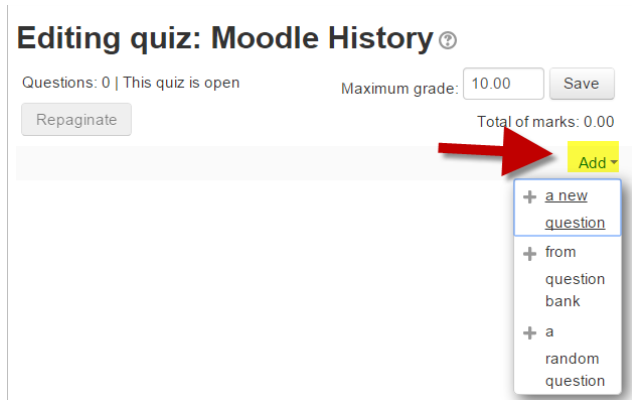 Editing quiz: Moodle History
Questions: 0 | This quiz is open
Maximum grade: 10.00 Save
Repaginate
Total of marks: 0.00
Add
a new
question
from
question
bank
a
random
question